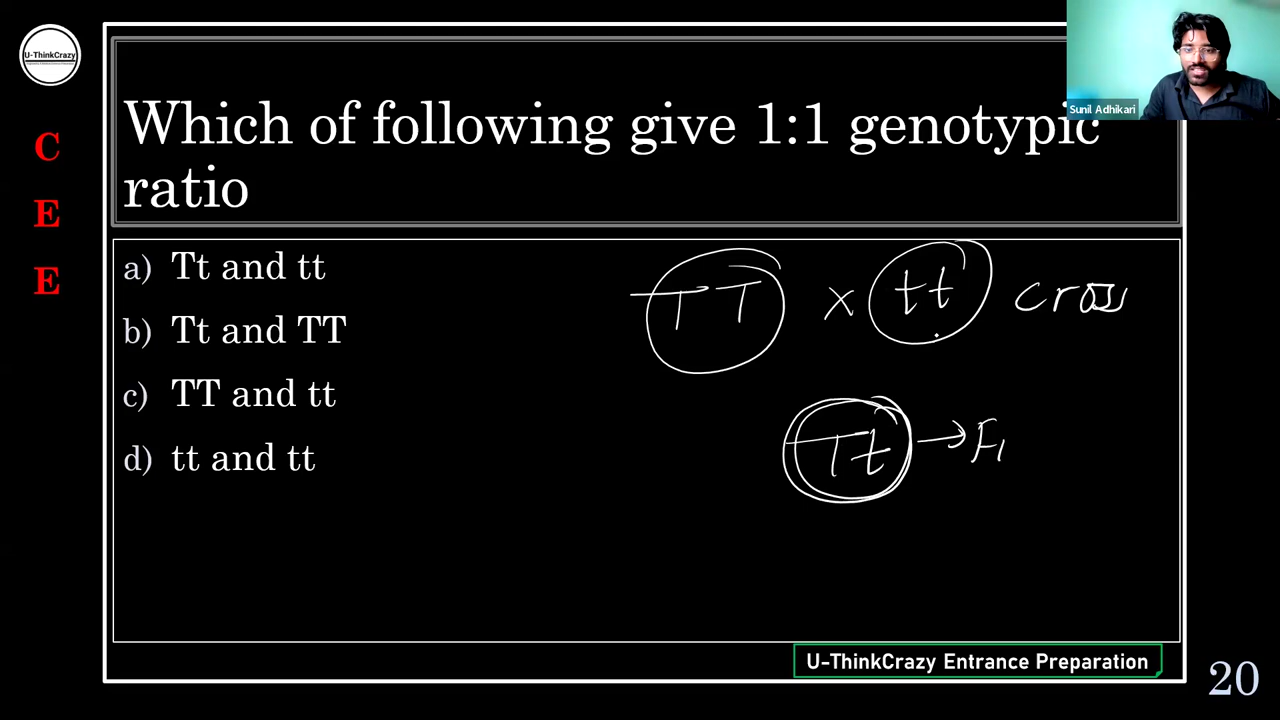 U-ThinkCrazy
C
E
E
Which of following give 1:1 genotypic
ratio
Sunil Adhikari
a) Tt and tt
b) Tt and TT
c) TT and tt
d) tt and tt
TT x tt cross
Tt → F1
U-ThinkCrazy Entrance Preparation
20